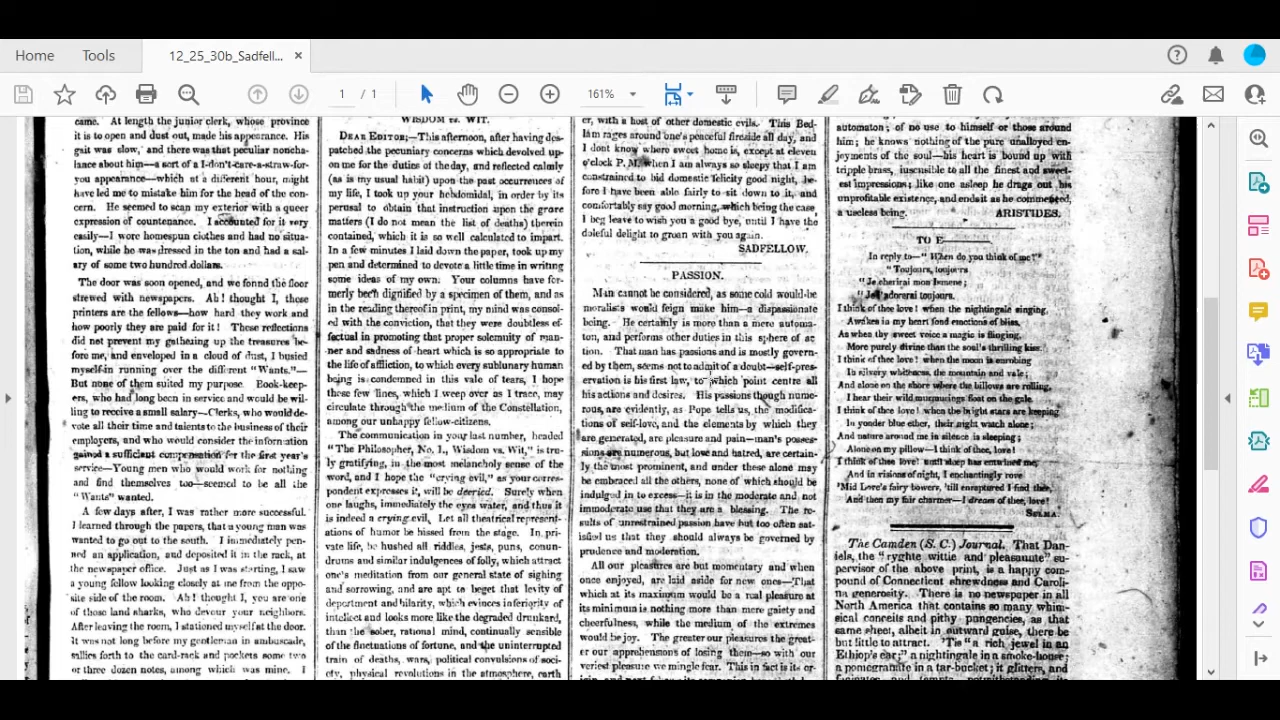 Home
Tools
12_25_30b_Sadfell...
1 / 1
161%
came. At length the junior clerk, whose province
it is to open and dust out, made his appearance. His
gait was slow, and there was that peculiar noncha-
lance about him—a sort of a I-don't-care-a-straw-for-
you appearance—which at a different hour, might
have led me to mistake him for the head of the con-
cern. He seemed to scan my exterior with a queer
expression of countenance. I accounted for it very
easily—I wore homespun clothes and had no situa-
tion, while he was dressed in the ton and had a sal-
ary of some two hundred dollars.
The door was soon opened, and we fonnd the floor
strewed with newspapers. Ah! thought I, these
printers are the fellows—how hard they work and
how poorly they are paid for it! These reflections
did not prevent my gathering up the treasures be-
fore me, and enveloped in a cloud of dust, I busied
myself in running over the different "Wants."—
But none of them suited my purpose. Book-keep-
ers, who had long been in service and would be wil-
ling to receive a small salary—Clerks, who would de-
vote all their time and talents to the business of their
employers, and who would consider the information
gained a sufficient compensation for the first year's
service—Young men who would work for nothing
and find themselves too—seemed to be all the
"Wants" wanted.
A few days after, I was rather more successful.
I learned through the papers, that a young man was
wanted to go out to the south. I immediately pen-
ned an application, and deposited it in the rack, at
the newspaper office. Just as I was starting, I saw
a young fellow looking closely at me from the oppo-
site side of the room. Ah! thought I, you are one
of those land sharks, who devour your neighbors.
After leaving the room, I stationed myself at the door.
It was not long before my gentleman in ambuscade,
sallies forth to the card-rack and pockets some two
or three dozen notes, among which was mine. I
WISDOM vs. WIT.
DEAR EDITOR;—This afternoon, after having des-
patched the pecuniary concerns which devolved up-
on me for the duties of the day, and reflected calmly
(as is my usual habit) upon the past occurrences of
my life, I took up your hebdomidal, in order by its
perusal to obtain that instruction upon the grave
matters (I do not mean the list of deaths) therein
contained, which it is so well calculated to impart.
In a few minutes I laid down the paper, took up my
pen and determined to devote a little time in writing
some ideas of my own. Your columns have for-
merly been dignified by a specimen of them, and as
in the reading thereof in print, my mind was consol-
ed with the conviction, that they were doubtless ef-
factual in promoting that proper solemnity of man-
ner and sadness of heart which is so appropriate to
the life of affliction, to which every sublunary human
being is condemned in this vale of tears, I hope
these few lines, which I weep over as I trace, may
circulate through the medium of the Constellation,
among our unhappy fellow-citizens.
The communication in your last number, headed
"The Philosopher, No. I., Wisdom vs. Wit," is tru-
ly gratifying, in the most melancholy sense of the
word, and I hope the "crying evil," as your corres-
pondent expresses it, will be decried. Surely when
one laughs, immediately the eyes water, and thus it
is indeed a crying evil. Let all theatrical represent-
ations of humor be hissed from the stage. In pri-
vate life, be hushed all riddles, jests, puns, conun-
drums and similar indulgences of folly, which attract
one's meditation from our general state of sighing
and sorrowing, and are apt to beget that levity of
department and hilarity, which evinces inferiority of
intellect and looks more like the degraded drunkard,
than the sober, rational mind, continually sensible
of the fluctuations of fortune, and the uninterrupted
train of deaths, wars, political convulsions of soci-
ety, physical revolutions in the atmosphere, earth
er, with a host of other domestic evils. This Bed-
lam rages around one's peaceful fireside all day, and
I dont know where sweet home is, except at eleven
o'clock P. M. when I am always so sleepy that I am
constrained to bid domestic felicity good night, be-
fore I have been able fairly to sit down to it, and
comfortably say good morning, which being the case,
I beg leave to wish you a good bye, until I have the
doleful delight to groan with you again.
SADFELLOW.
PASSION.
Man cannot be considered, as some cold would-be
moralists would feign make him—a dispassionate
being. He certainly is more than a mere automa-
ton, and performs other duties in this sphere of ac
tion. That man has passions and is mostly govern-
ed by them, seems not to admit of a doubt—self-pres-
ervation is his first law, to which point centre all
his actions and desires. His passions though nume-
rous, are evidently, as Pope tells us, the modifica-
tions of self-love, and the elements by which they
are generated, are pleasure and pain—man's posses-
sions are numerous, but love and hatred, are certain-
ly the most prominent, and under these alone may
be embraced all the others, none of which should be
indulged in to excess—it is in the moderate and not
immoderate use that they are a blessing. The re-
sults of unrestrained passion have but too often sat-
isfied us that they should always be governed by
prudence and moderation.
All our pleasures are but momentary and when
once enjoyed, are laid aside for new ones—That
which at its maximum would be a real pleasure at
its minimum is nothing more than mere gaiety and
cheerfulness, while the medium of the extremes
would be joy. The greater our pleasures the great-
er our apprehensions of losing them—so with our
veried pleasure we mingle fear. This in fact is its or-
automaton; of no use to himself or those around
him; he knows nothing of the pure unalloyed en-
joyments of the soul—his heart is bound up with
tripple brass, iususible to all the finest and sweet-
est impressions; like one asleep he drags out his
unprofitable existence, and ends it as he commenced,
a useless being. ARISTIDES.
TO E———
In reply to—"When do you think of me?"
"Toujours, toujours
"Je cherirai mon Ismene;
"Je l'adorerai toujours.
I think of thee love! when the nightingale singing,
Awakes in my heart fond emotions of bliss,
As when thy sweet voice a magic is flinging,
More purely divine than the soul's thrilling kiss.
I think of thee love! when the moon is enrobing
In silvery whiteness, the mountain and vale;
And alone on the shore where the billows are rolling,
I hear their wild murmurings float on the gale.
I think of thee love! when the bright stars are keeping
In yonder blue ether, their night watch alone;
And nature around me in silence is sleeping;
Alone on my pillow—I think of thee, love!
I think of thee love! until sleep has entwined me,
And in visions of night, I enchantingly rove
'Mid Love's fairy bowers, 'till enraptured I find thee,
And then my fair charmer—I dream of thee, love!
SELMA.
The Camden (S. C.) Journal. That Dan-
iels, the "ryghte wittie and pleasaunte" su-
pervisor of the above print, is a happy com-
pound of Connecticut shrewdness and Caroli-
na generosity. There is no newspaper in all
North America that contains so many whim-
sical conceits and pithy pungencies, as that
same sheet, albeit in outward guise, there be
but little to attract. 'Tis "a rich jewel in an
Ethiop's ear;" a nightingale in a smoke-house;
a pomegranate in a tar-bucket; it glitters, and